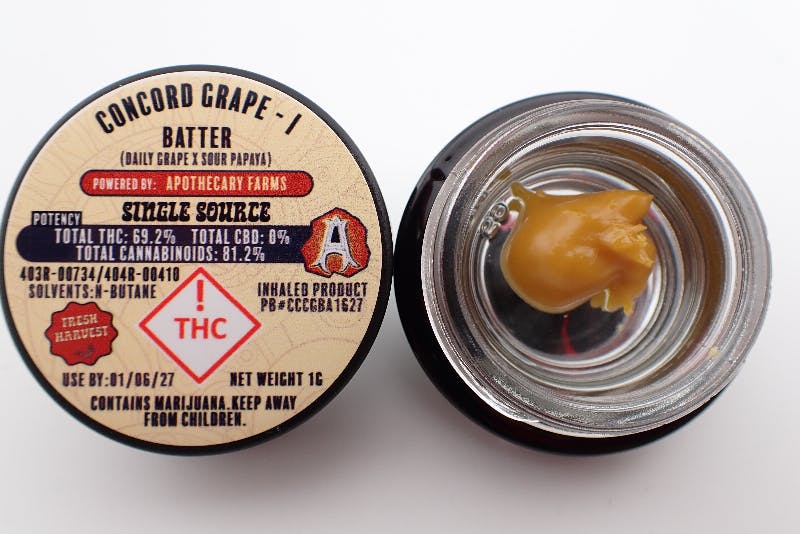 CONCORD GRAPE - I
BATTER
(DAILY GRAPE X SOUR PAPAYA)
POWERED BY: APOTHECARY FARMS
SINGLE SOURCE
POTENCY
TOTAL THC: 69.2% TOTAL CBD: 0%
TOTAL CANNABINOIDS: 81.2%
A
403R-00734/404R-00410
SOLVENTS:N-BUTANE
INHALED PRODUCT
PB#CCCGBA1627
!
THC
FRESH
HARVEST
USE BY:01/06/27 NET WEIGHT 1G
CONTAINS MARIJUANA.KEEP AWAY
FROM CHILDREN.